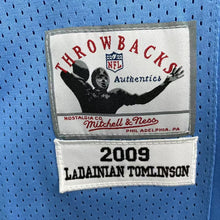 THROWBACKS
NFL
Authentics
NOSTALGIA CO.
Mitchell & Ness
PHILADELPHIA, PA
2009
LADAINIAN TOMLINSON